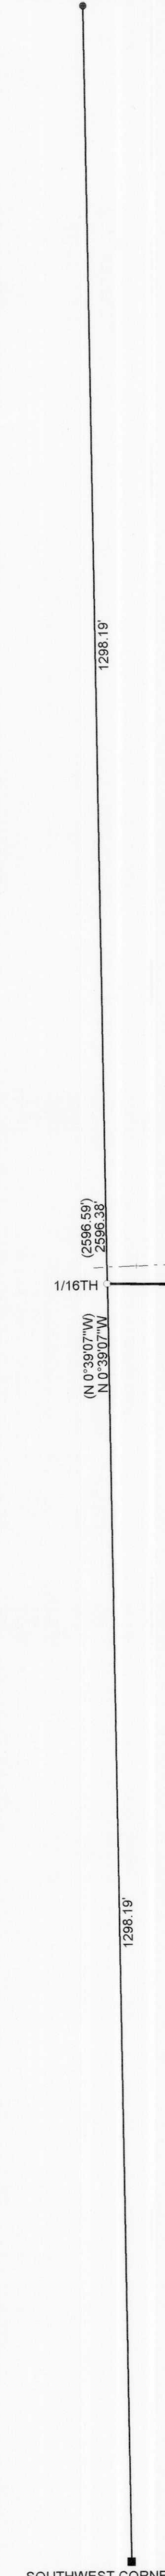 1298.19'
(2596.59')
2596.38'
1/16TH
(N 0°39'07"W)
N 0°39'07"W
1298.19'
SOUTHWEST CORNE